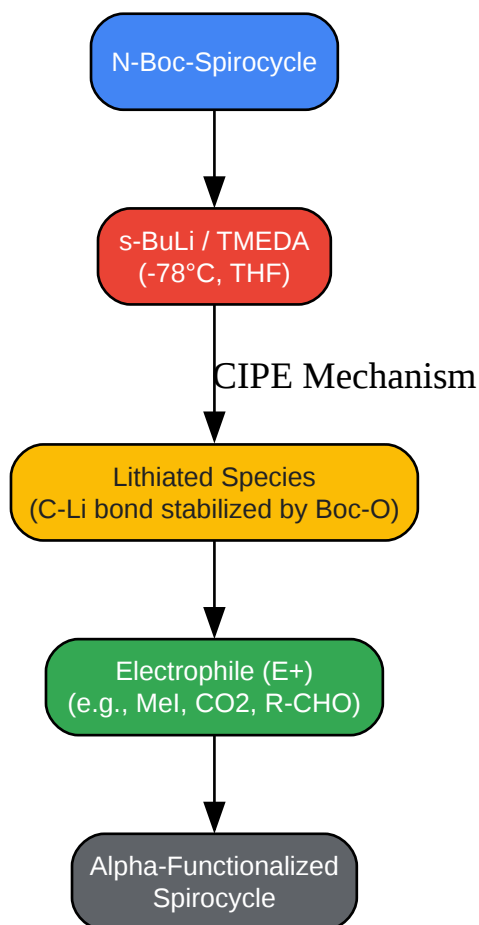 N-Boc-Spirocycle
s-BuLi / TMEDA
(-78°C, THF)
CIPE Mechanism
Lithiated Species
(C-Li bond stabilized by Boc-O)
Electrophile (E+)
(e.g., MeI, CO2, R-CHO)
Alpha-Functionalized
Spirocycle